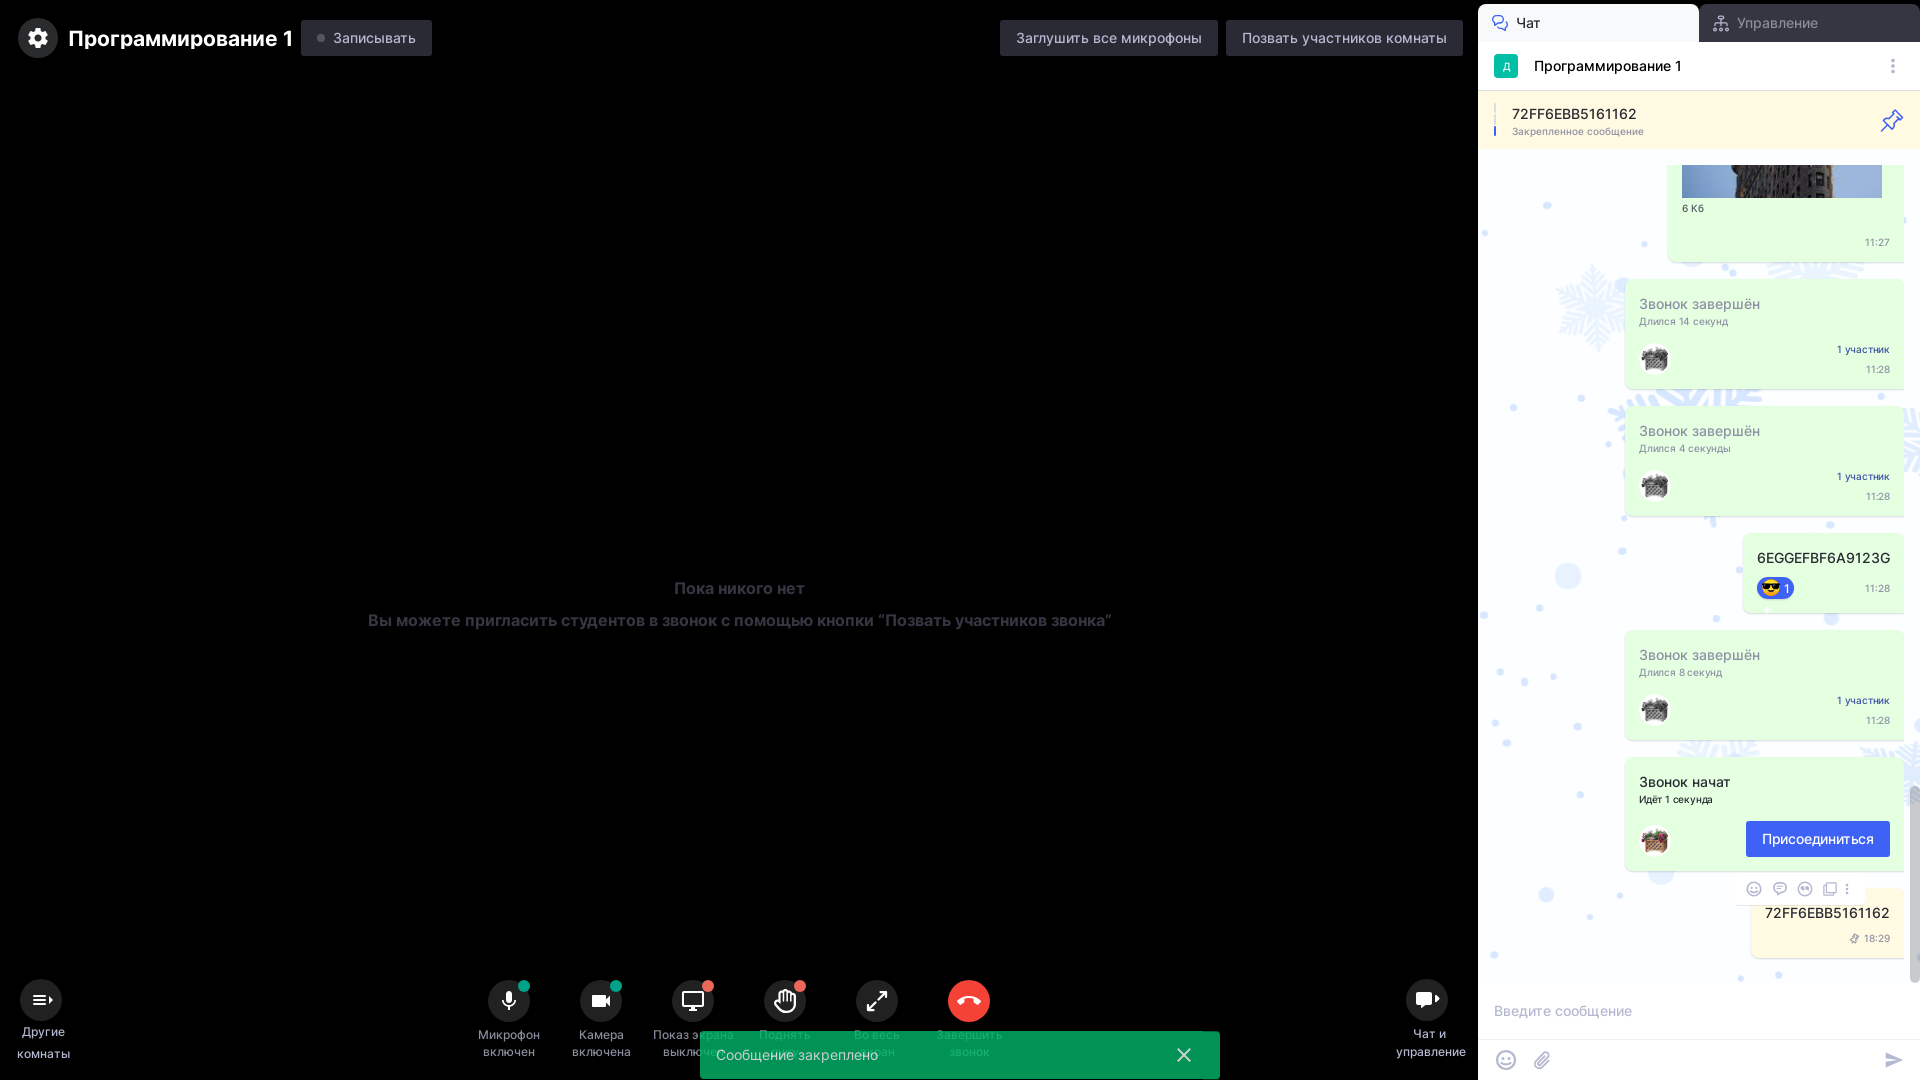 Программирование 1
Записывать
Заглушить все микрофоны
Позвать участников комнаты
Пока никого нет
Вы можете пригласить студентов в звонок с помощью кнопки “Позвать участников звонка”
Другие
комнаты
Микрофон
включен
Камера
включена
Показ экрана
выключен
Поднять
Во весь
экран
Завершить
звонок
Чат и
управление
Сообщение закреплено
Чат
Управление
Д
Программирование 1
72FF6EBB5161162
Закрепленное сообщение
6 Кб
11:27
Звонок завершён
Длился 14 секунд
1 участник
11:28
Звонок завершён
Длился 4 секунды
1 участник
11:28
6EGGEFBF6A9123G
😎 1
11:28
Звонок завершён
Длился 8 секунд
1 участник
11:28
Звонок начат
Идёт 1 секунда
Присоединиться
72FF6EBB5161162
18:29
Введите сообщение